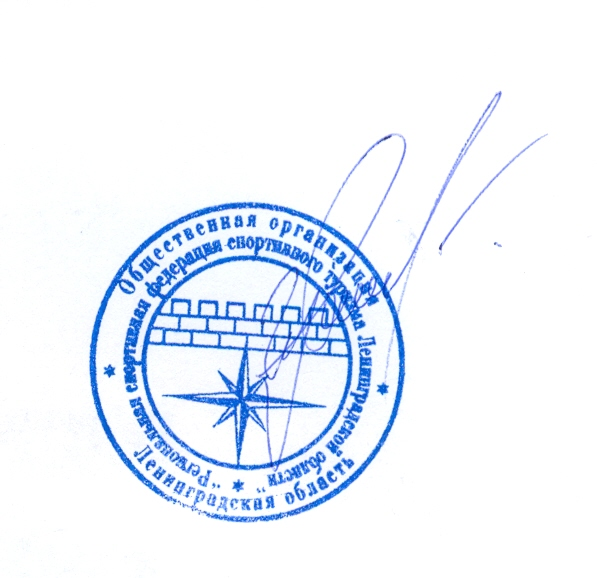 Общественная организация
"Региональная спортивная федерация спортивного туризма Ленинградской области"
Ленинградская область